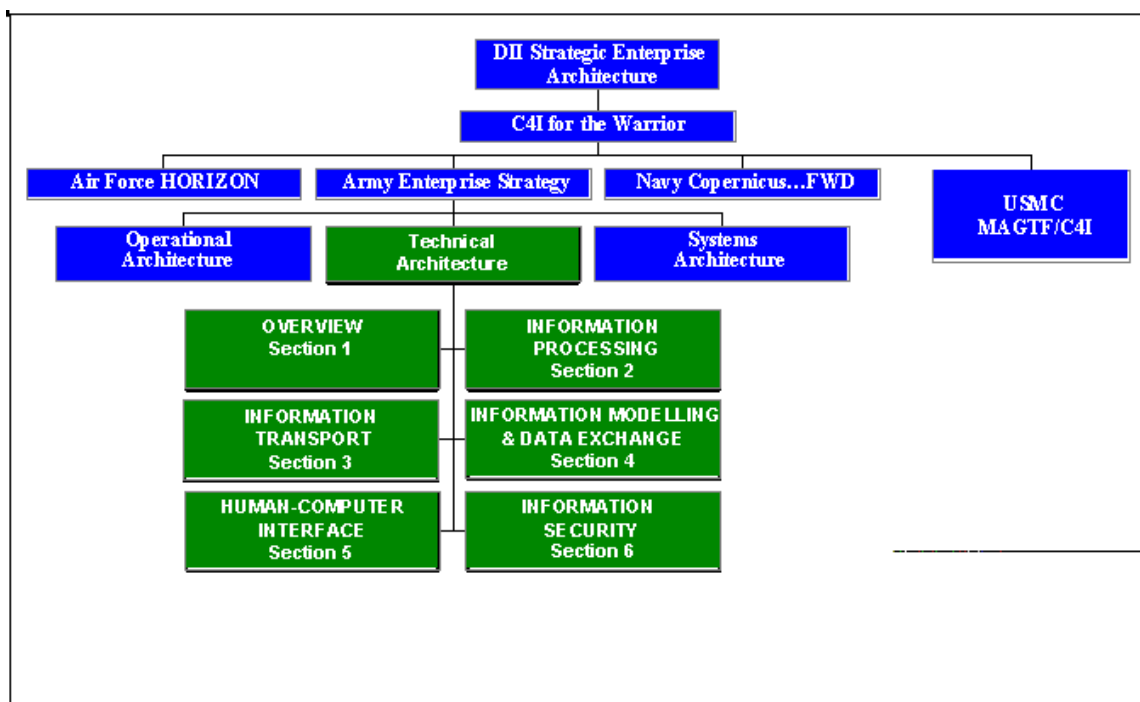 DII Strategic Enterprise
Architecture
C4I for the Warrior
Air Force HORIZON
Army Enterprise Strategy
Navy Copernicus...FWD
USMC
MAGTF/C4I
Operational
Architecture
Technical
Architecture
Systems
Architecture
OVERVIEW
Section 1
INFORMATION
PROCESSING
Section 2
INFORMATION
TRANSPORT
Section 3
INFORMATION MODELLING
& DATA EXCHANGE
Section 4
HUMAN-COMPUTER
INTERFACE
Section 5
INFORMATION
SECURITY
Section 6